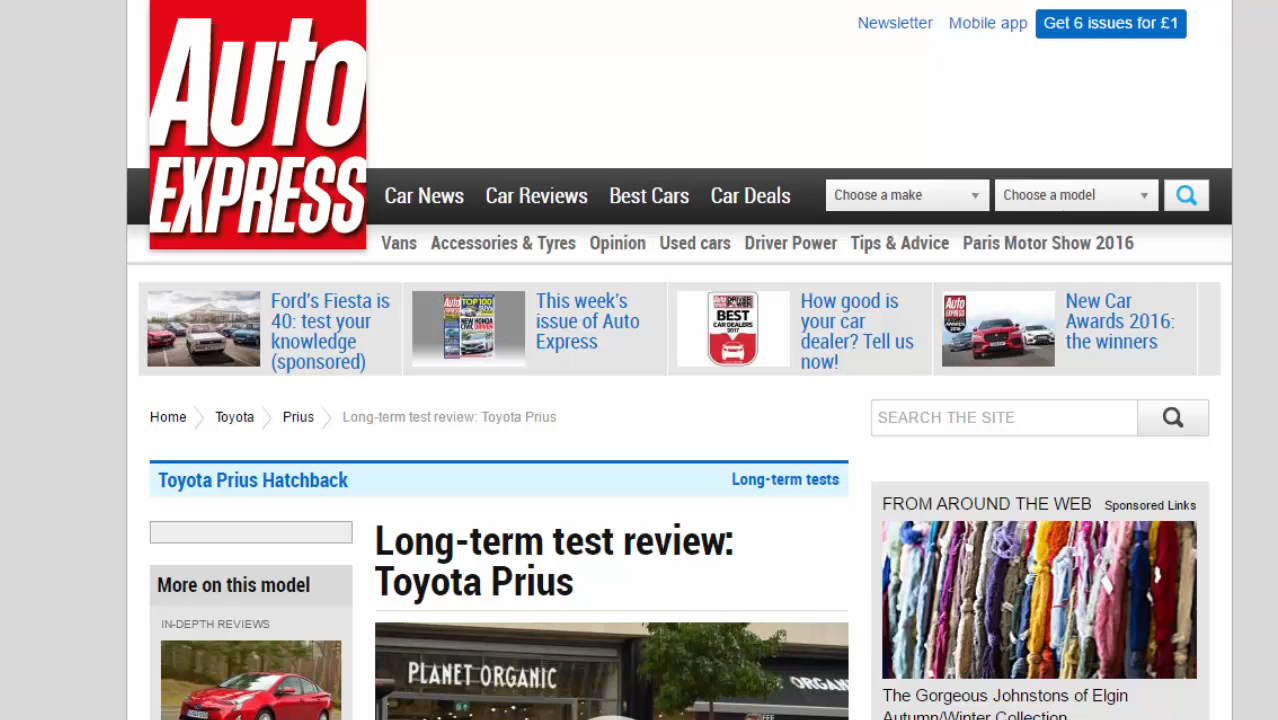 Newsletter Mobile app Get 6 issues for £1
Auto
EXPRESS
Car News Car Reviews Best Cars Car Deals Choose a make Choose a model
Vans Accessories & Tyres Opinion Used cars Driver Power Tips & Advice Paris Motor Show 2016
Ford's Fiesta is
40: test your
knowledge
(sponsored)
This week's
issue of Auto
Express
How good is
your car
dealer? Tell us
now!
New Car
Awards 2016:
the winners
BEST
Home Toyota Prius Long-term test review: Toyota Prius
SEARCH THE SITE
Toyota Prius Hatchback Long-term tests
FROM AROUND THE WEB Sponsored Links
Long-term test review:
Toyota Prius
More on this model
IN-DEPTH REVIEWS
PLANET ORGANIC
ORGAN
The Gorgeous Johnstons of Elgin
Autumn/Winter Collection